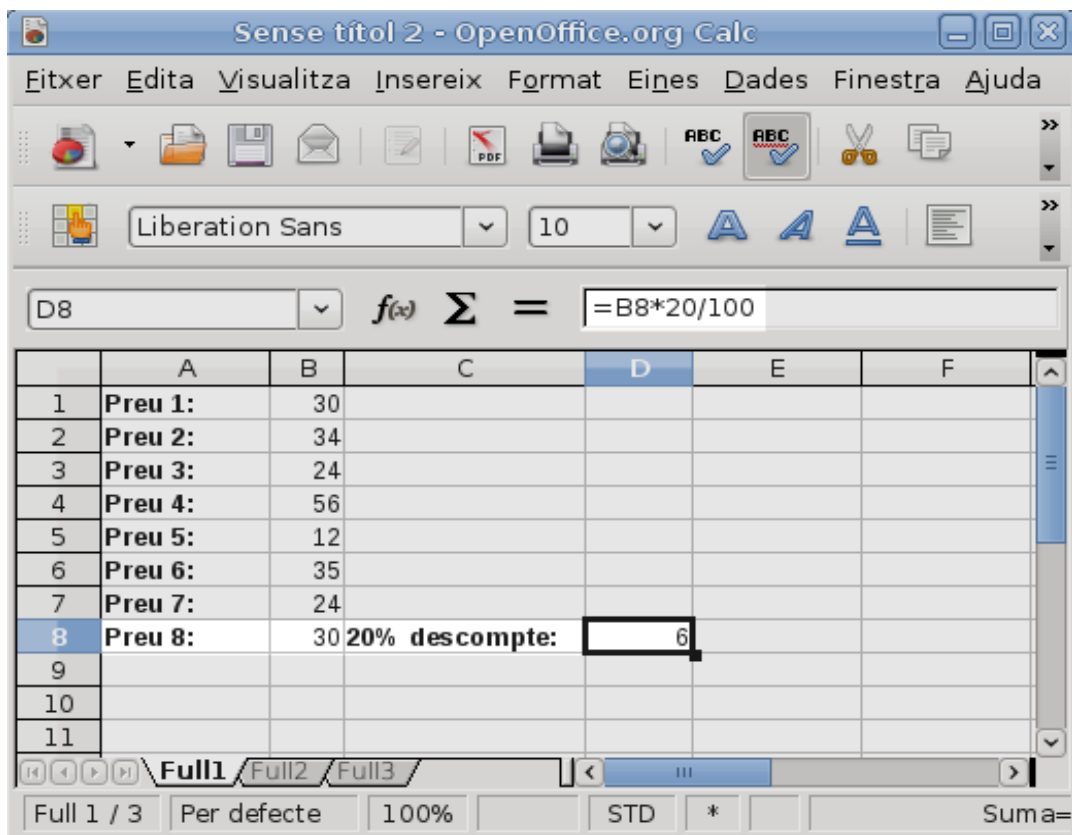 Sense títol 2 - OpenOffice.org Calc
Fitxer Edita Visualitza Insereix Format Eines Dades Finestra Ajuda
PDF ABC ABC
Liberation Sans 10 A A A
D8 f(x) Σ = =B8*20/100
A B C D E F
1 Preu 1: 30
2 Preu 2: 34
3 Preu 3: 24
4 Preu 4: 56
5 Preu 5: 12
6 Preu 6: 35
7 Preu 7: 24
8 Preu 8: 30 20% descompte: 6
9
10
11
Full1 Full2 Full3
Full 1 / 3 Per defecte 100% STD * Suma=